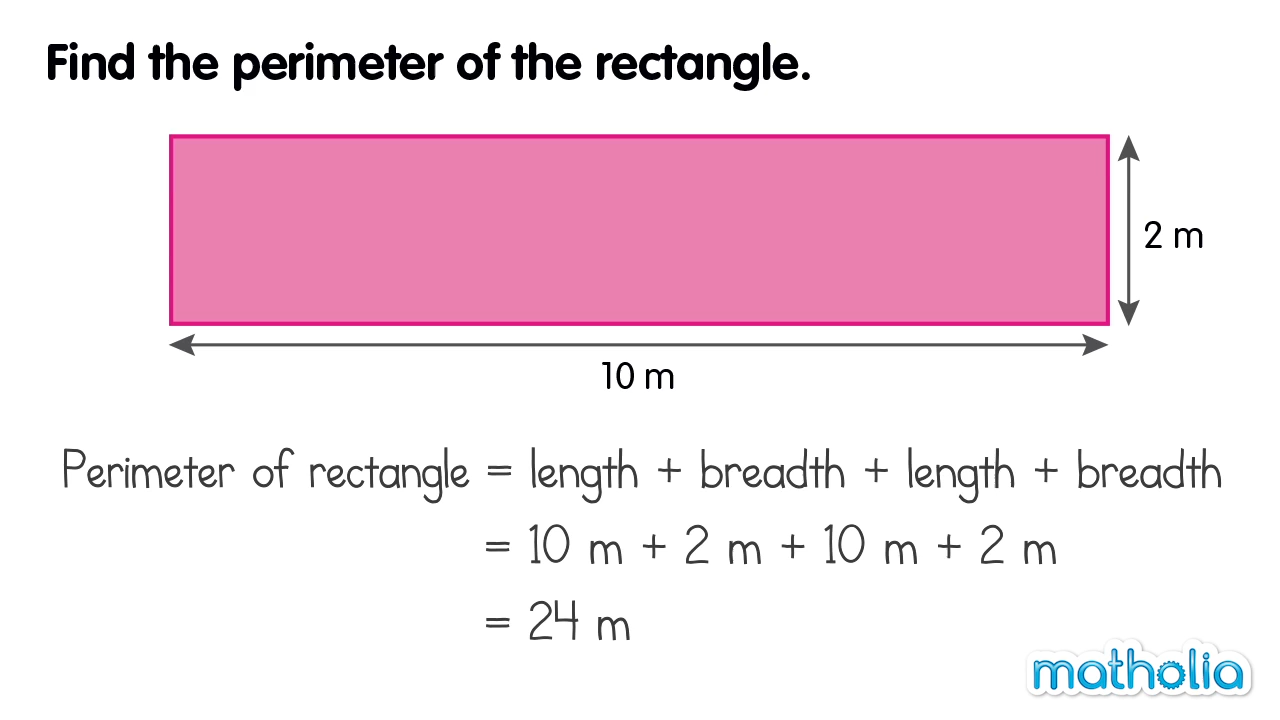 Find the perimeter of the rectangle.
2 m
10 m
Perimeter of rectangle = length + breadth + length + breadth
= 10 m + 2 m + 10 m + 2 m
= 24 m
matholia